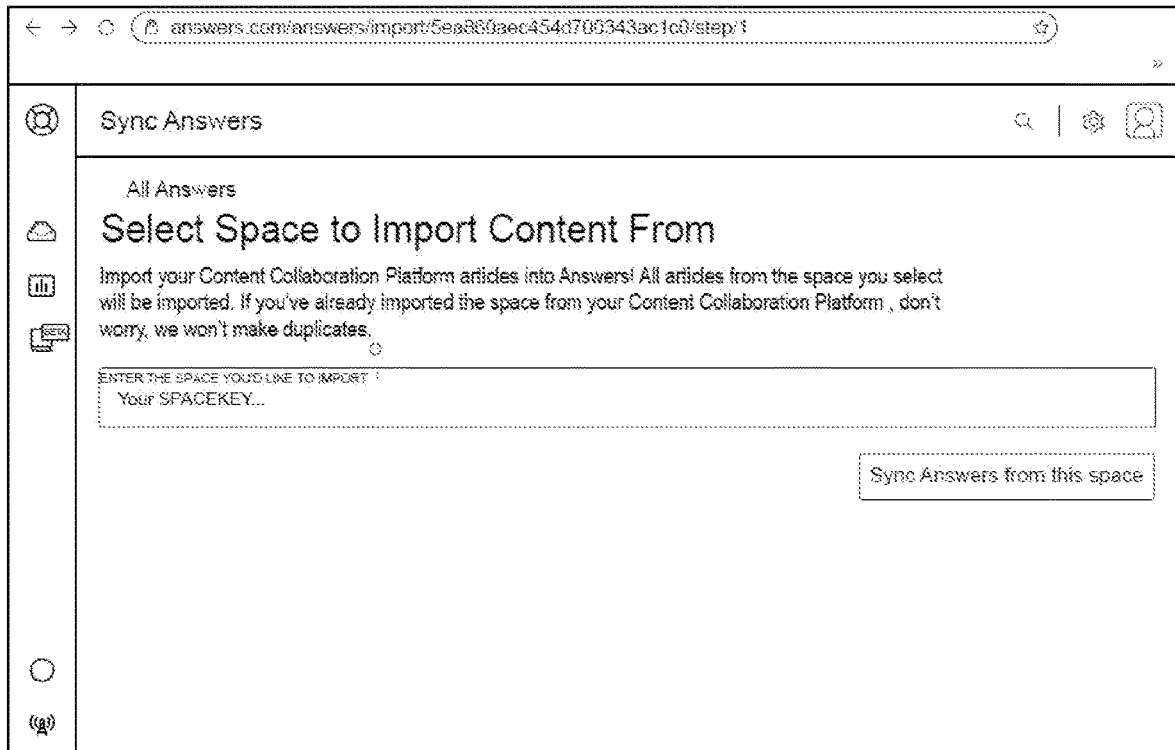 answers.com/answers/import/5ea860aec454d700343ac1c0/step/1
Sync Answers
All Answers
Select Space to Import Content From
Import your Content Collaboration Platform articles into Answers! All articles from the space you select
will be imported. If you've already imported the space from your Content Collaboration Platform , don't
worry, we won't make duplicates.
ENTER THE SPACE YOU'D LIKE TO IMPORT
Your SPACEKEY...
Sync Answers from this space